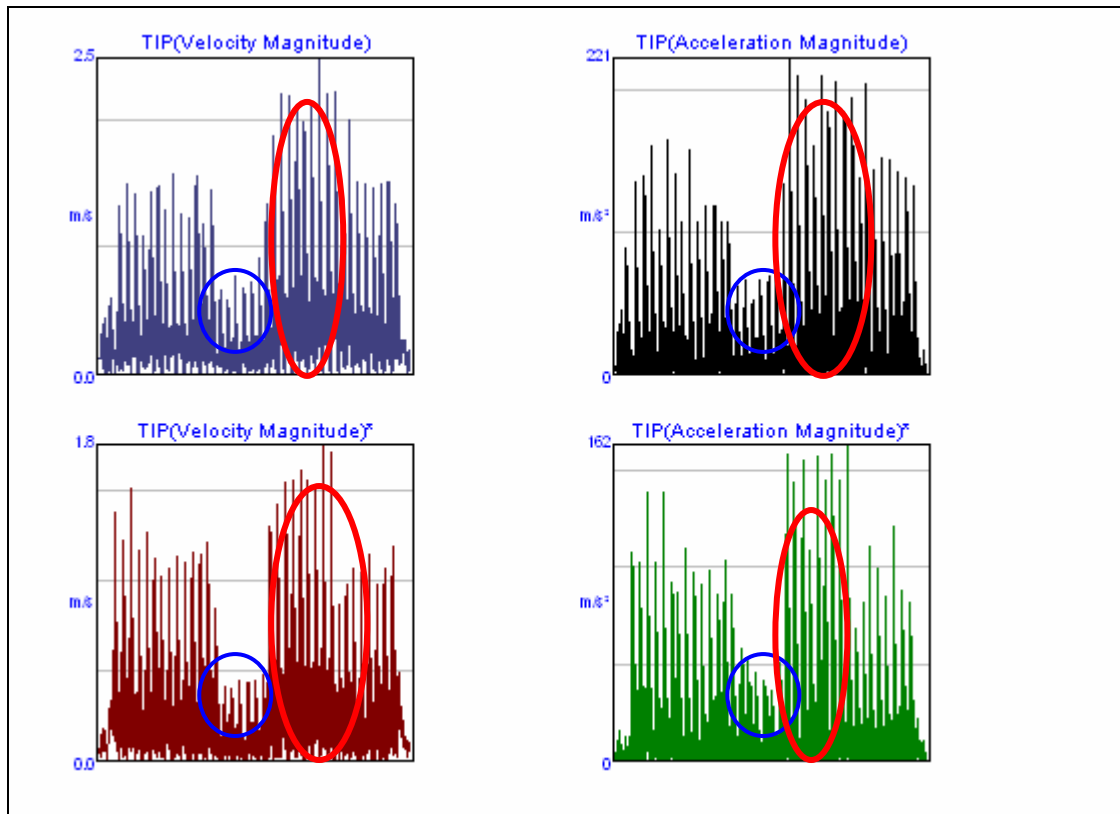 TIP(Velocity Magnitude)
2.5
m/s
0.0
TIP(Acceleration Magnitude)
221
m/s²
0
TIP(Velocity Magnitude)*
1.8
m/s
0.0
TIP(Acceleration Magnitude)*
162
m/s²
0